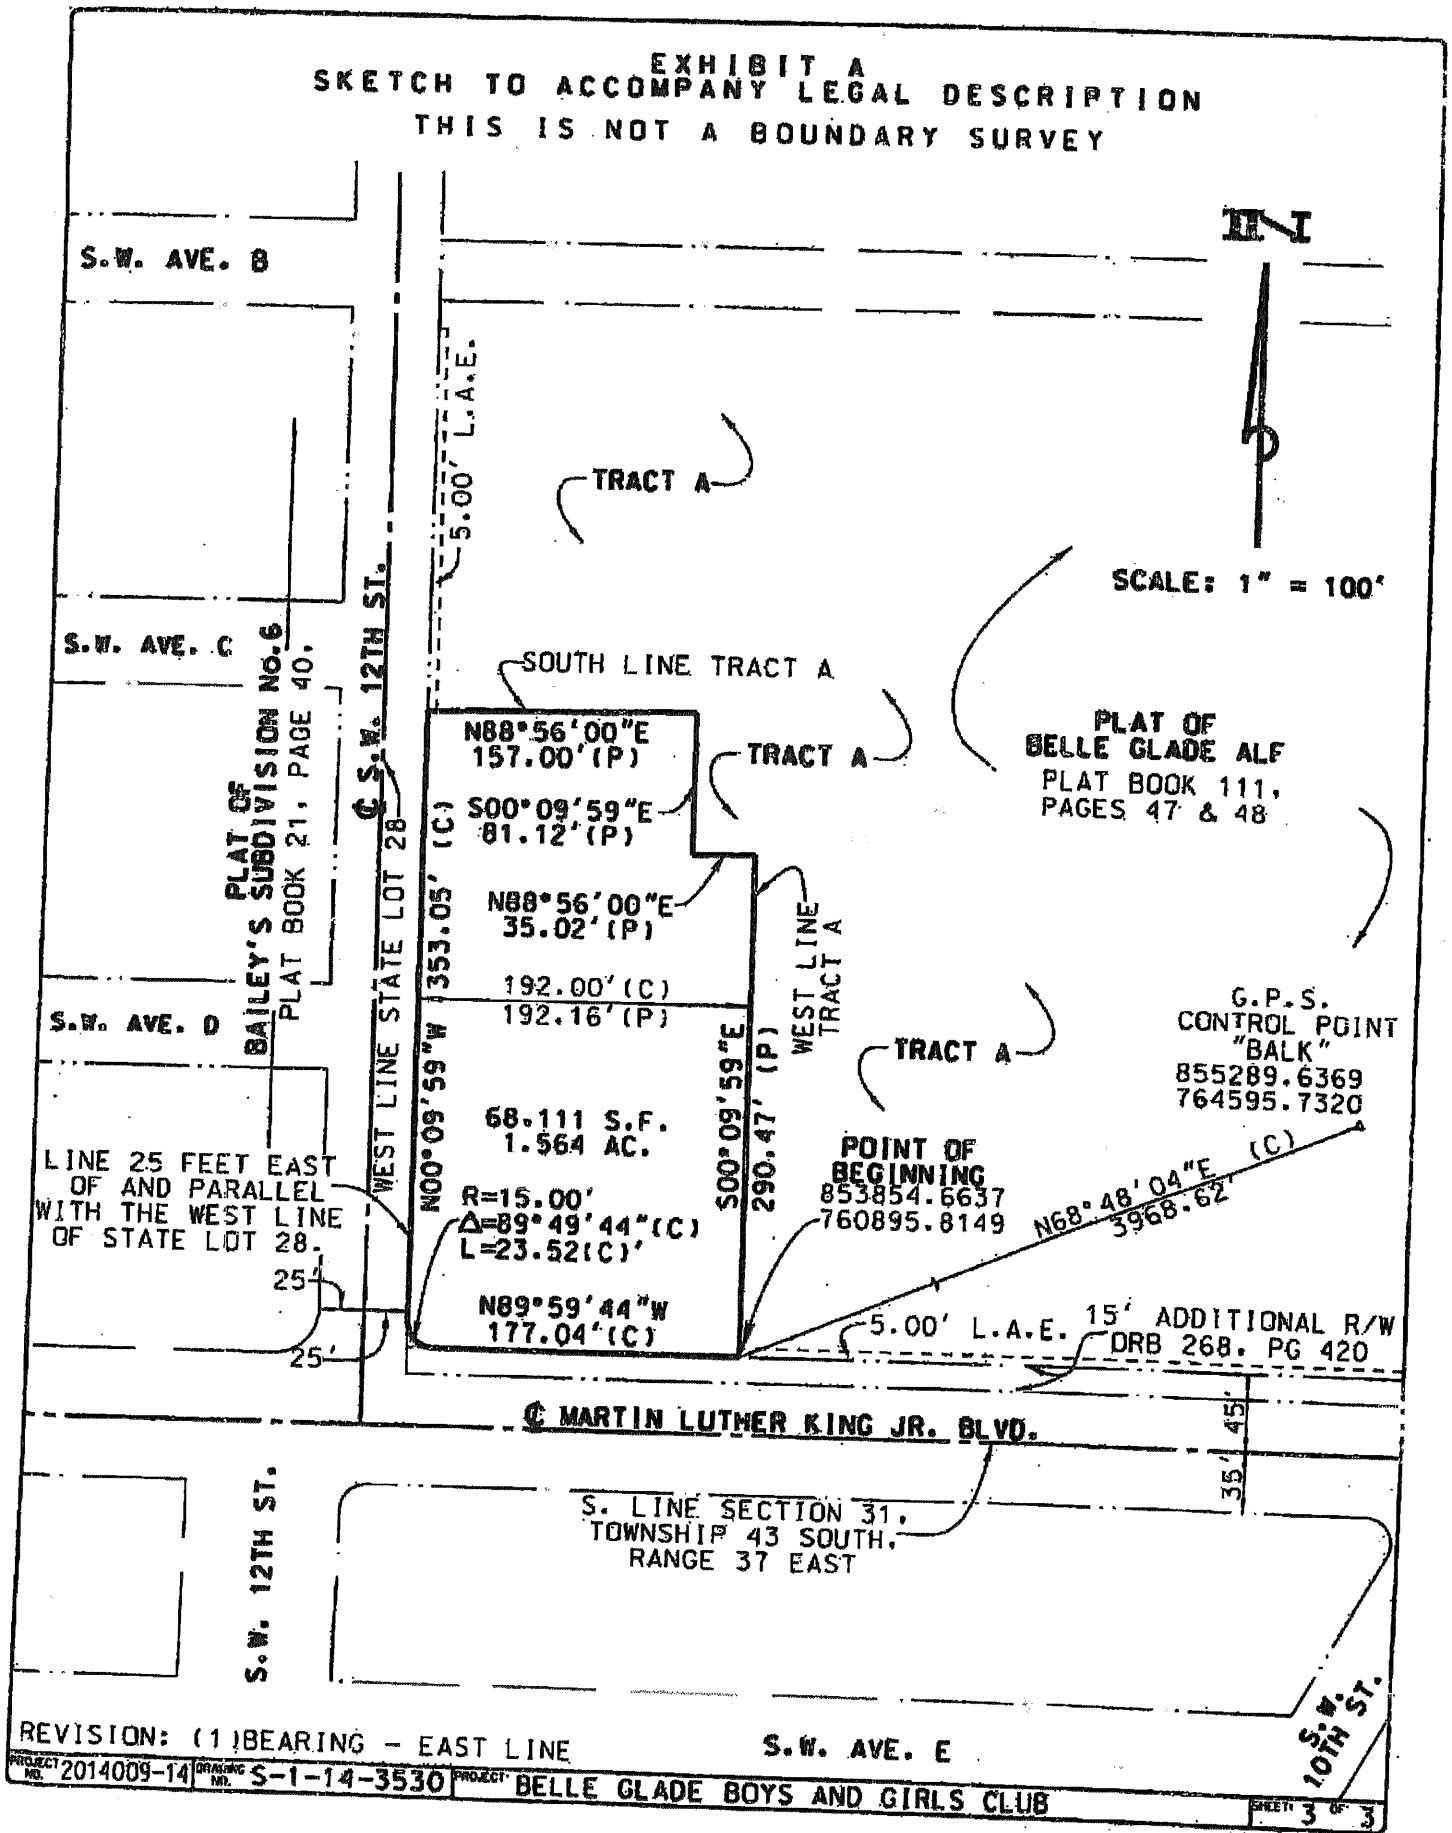 EXHIBIT A
SKETCH TO ACCOMPANY LEGAL DESCRIPTION
THIS IS NOT A BOUNDARY SURVEY
N
S.W. AVE. B
5.00' L.A.E.
TRACT A
SCALE: 1" = 100'
S.W. AVE. C
PLAT OF
BAILEY'S SUBDIVISION No.6
PLAT BOOK 21, PAGE 40.
℄ S.W. 12TH ST.
WEST LINE STATE LOT 28
SOUTH LINE TRACT A
N88°56'00"E
157.00'(P)
TRACT A
S00°09'59"E
81.12'(P)
PLAT OF
BELLE GLADE ALF
PLAT BOOK 111,
PAGES 47 & 48
N88°56'00"E
35.02'(P)
WEST LINE
TRACT A
N00°09'59"W 353.05' (C)
192.00'(C)
192.16'(P)
S.W. AVE. D
S00°09'59"E
290.47' (P)
TRACT A
G.P.S.
CONTROL POINT
"BALK"
855289.6369
764595.7320
68,111 S.F.
1.564 AC.
POINT OF
BEGINNING
853854.6637
760895.8149
N68°48'04"E (C)
3968.62'
LINE 25 FEET EAST
OF AND PARALLEL
WITH THE WEST LINE
OF STATE LOT 28.
R=15.00'
Δ=89°49'44"(C)
L=23.52(C)'
25'
25'
N89°59'44"W
177.04'(C)
5.00' L.A.E.
15' ADDITIONAL R/W
ORB 268, PG 420
℄ MARTIN LUTHER KING JR. BLVD.
45'
35'
S.W. 12TH ST.
S. LINE SECTION 31,
TOWNSHIP 43 SOUTH,
RANGE 37 EAST
S.W.
10TH ST.
REVISION: (1)BEARING - EAST LINE
S.W. AVE. E
PROJECT NO. 2014009-14 DRAWING NO. S-1-14-3530 PROJECT: BELLE GLADE BOYS AND GIRLS CLUB SHEET: 3 OF 3